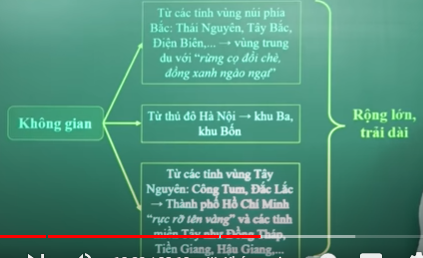 Từ các tỉnh vùng núi phía
Bắc: Thái Nguyên, Tây Bắc,
Điện Biên,... → vùng trung
du với "rừng cọ đồi chè,
đồng xanh ngào ngạt"
Không gian
Từ thủ đô Hà Nội → khu Ba,
khu Bốn
Rộng lớn,
trải dài
Từ các tỉnh vùng Tây
Nguyên: Công Tum, Đắc Lắc
→ Thành phố Hồ Chí Minh
"rực rỡ tên vàng" và các tỉnh
miền Tây như Đồng Tháp,
Tiền Giang, Hậu Giang,...